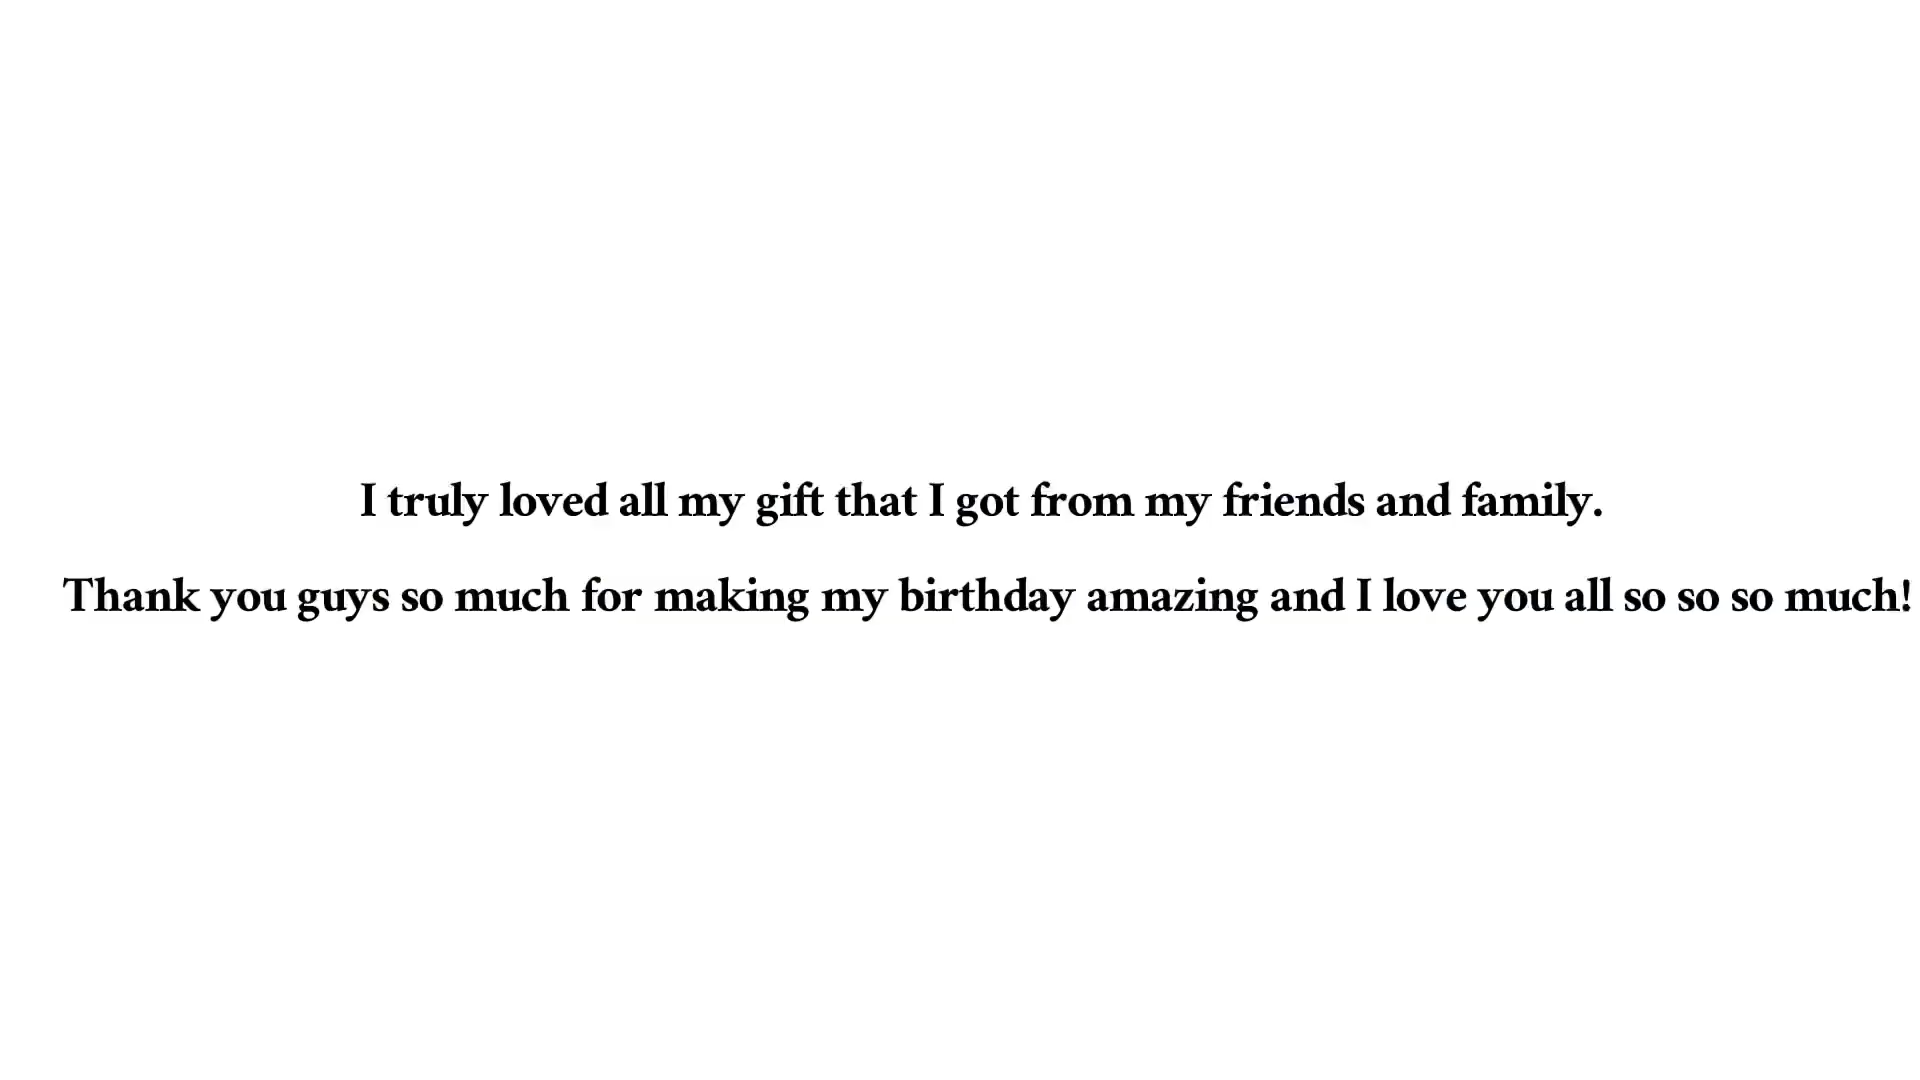 I truly loved all my gift that I got from my friends and family.
Thank you guys so much for making my birthday amazing and I love you all so so so much!